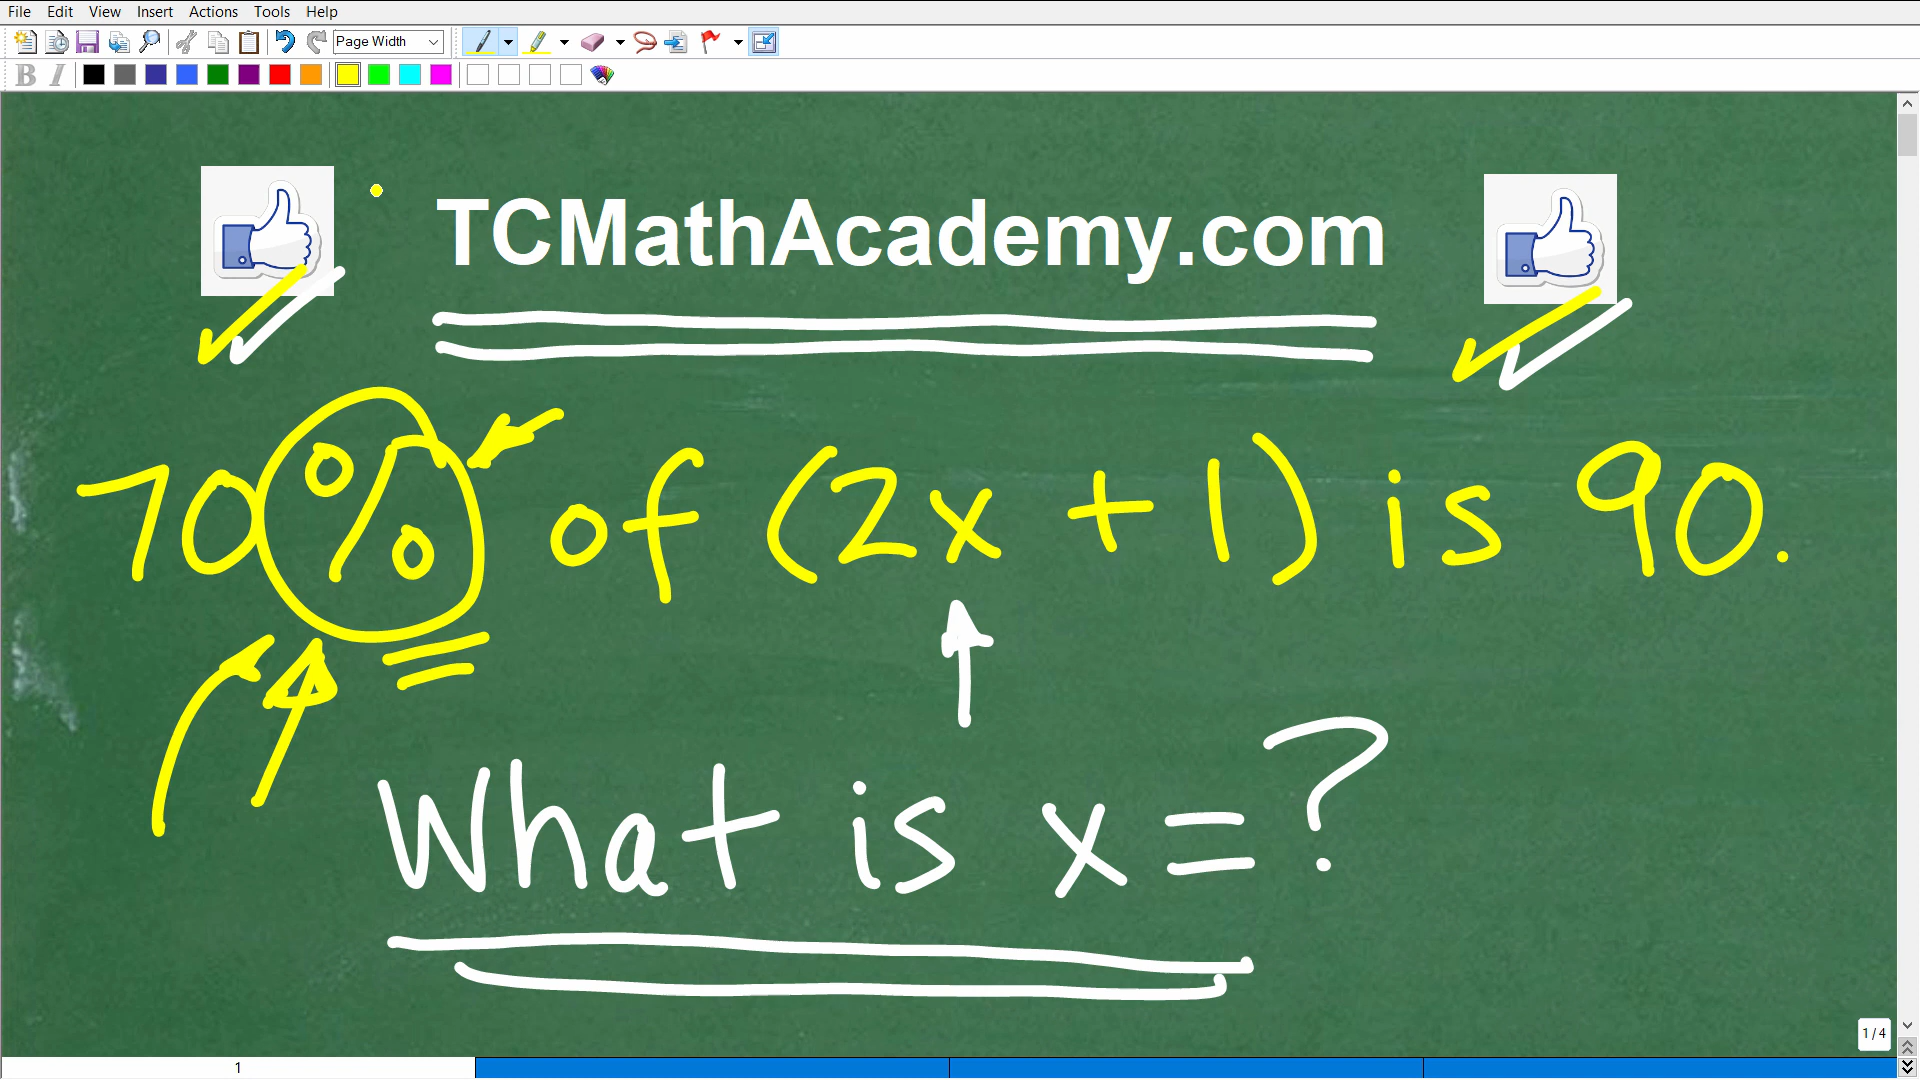 File Edit View Insert Actions Tools Help
Page Width
B I
TCMathAcademy.com
70% of (2x + 1) is 90.
What is x = ?
1 / 4
1